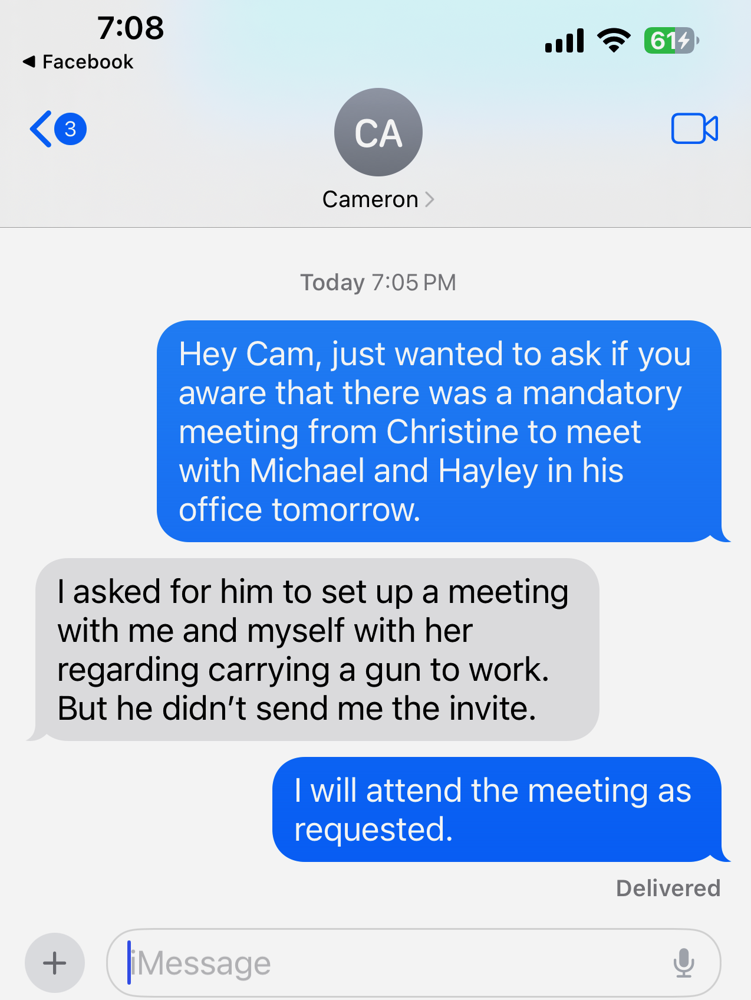 7:08
61
◀ Facebook
3
CA
Cameron
Today 7:05 PM
Hey Cam, just wanted to ask if you
aware that there was a mandatory
meeting from Christine to meet
with Michael and Hayley in his
office tomorrow.
I asked for him to set up a meeting
with me and myself with her
regarding carrying a gun to work.
But he didn’t send me the invite.
I will attend the meeting as
requested.
Delivered
iMessage